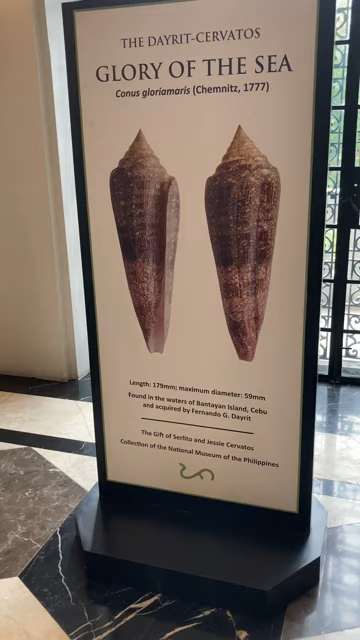 THE DAYRIT-CERVATOS
GLORY OF THE SEA
Conus gloriamaris (Chemnitz, 1777)
Length: 179mm; maximum diameter: 59mm
Found in the waters of Bantayan Island, Cebu
and acquired by Fernando G. Dayrit
The Gift of Serlito and Jessie Cervatos
Collection of the National Museum of the Philippines